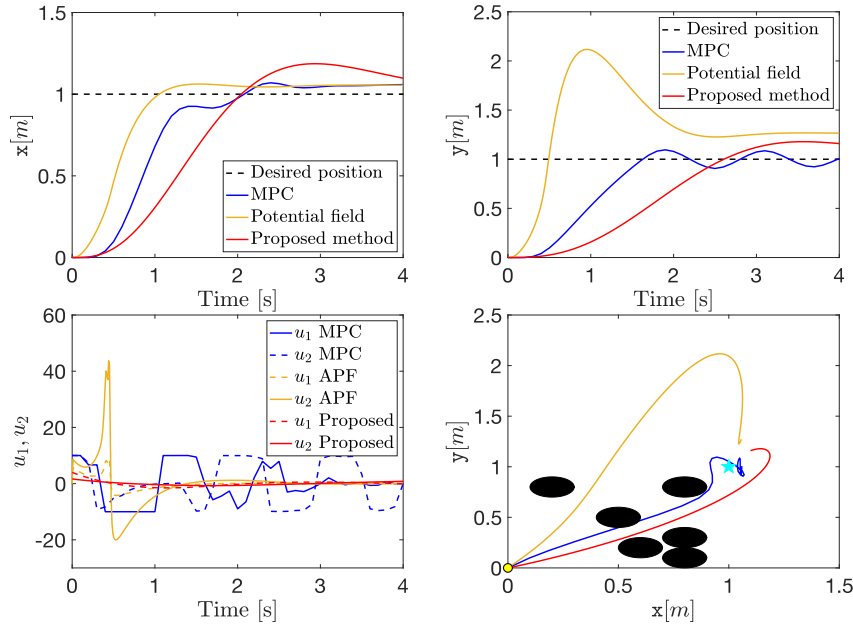 1.5
1
0.5
0
x[m]
Desired position
MPC
Potential field
Proposed method
0 1 2 3 4
Time [s]
2.5
2
1.5
1
0.5
0
y[m]
Desired position
MPC
Potential field
Proposed method
0 1 2 3 4
Time [s]
60
40
20
0
-20
u₁, u₂
u₁ MPC
u₂ MPC
u₁ APF
u₂ APF
u₁ Proposed
u₂ Proposed
0 1 2 3 4
Time [s]
2.5
2
1.5
1
0.5
0
y[m]
0 0.5 1 1.5
x[m]